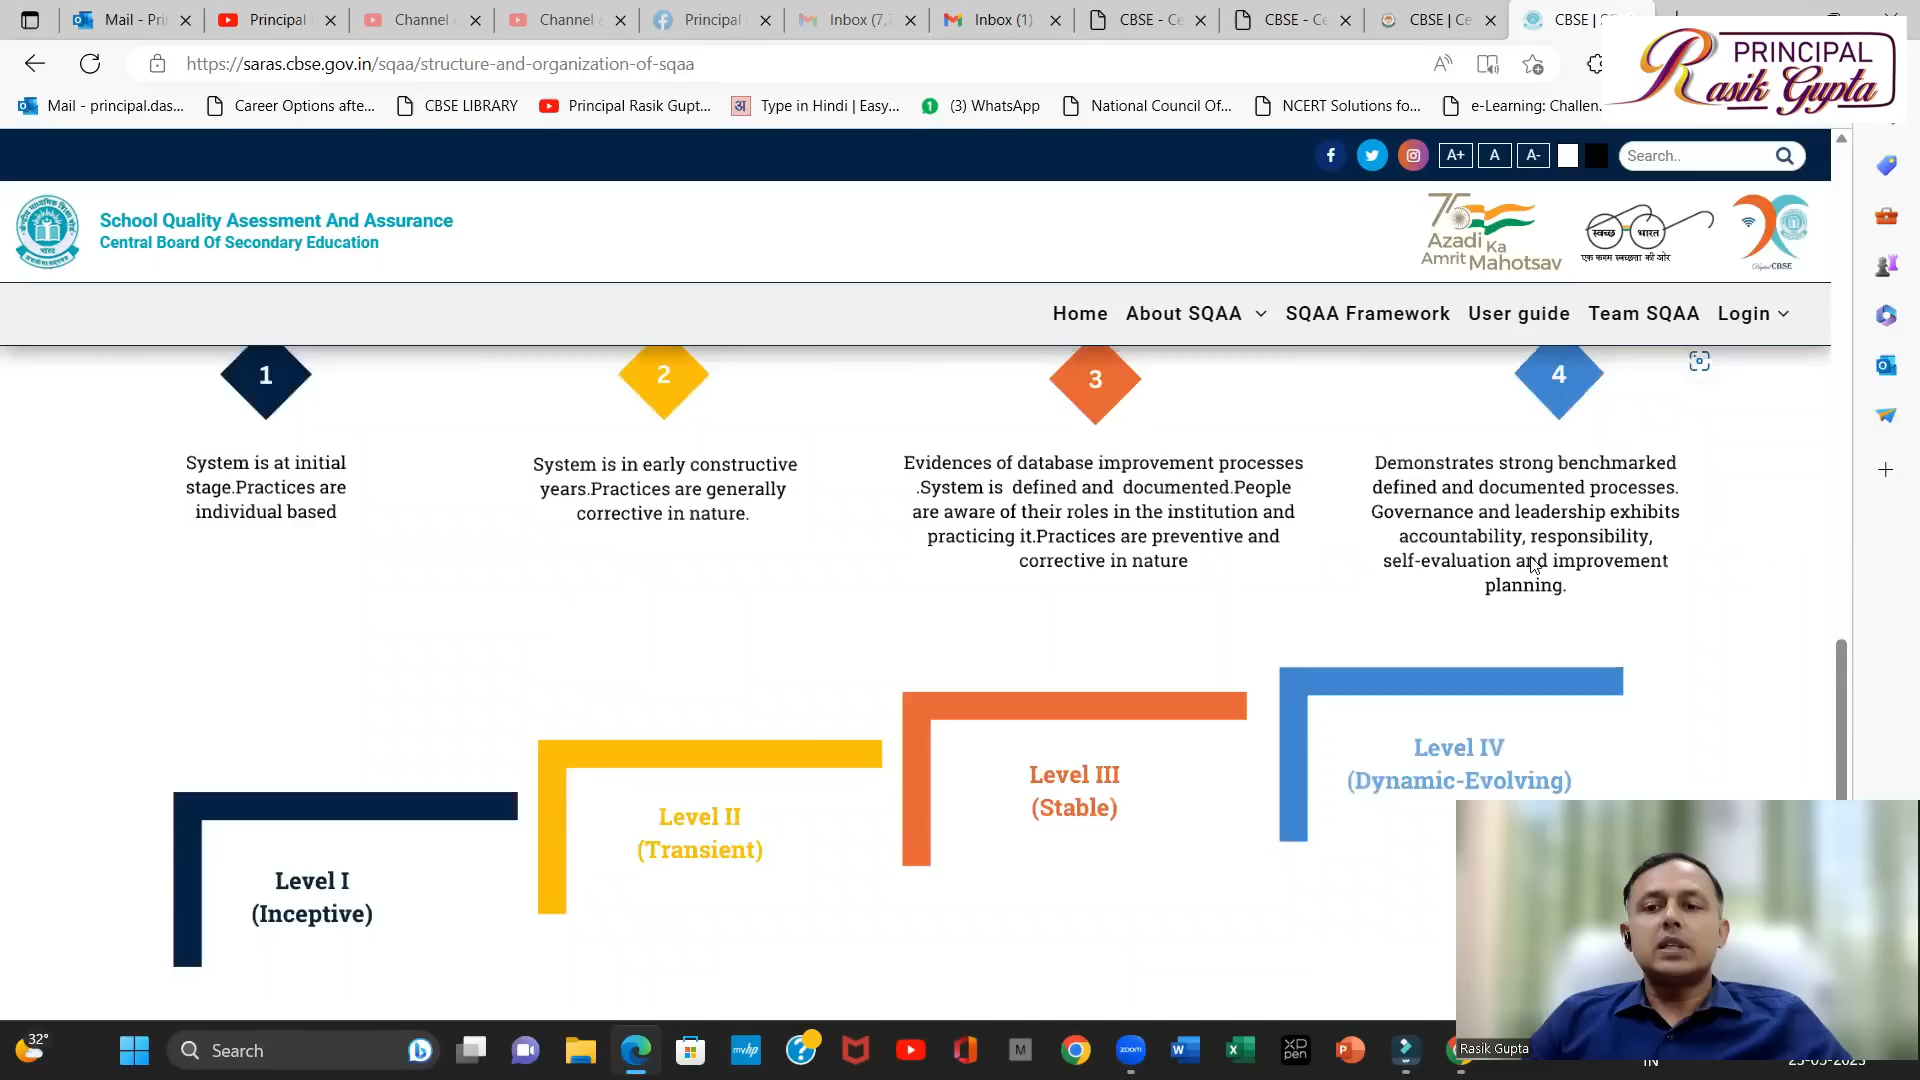 Mail - Pri
Principal
Channel
Channel
Principal
Inbox (7,
Inbox (1)
CBSE - Ce
CBSE - Ce
CBSE | Ce
CBSE |
PRINCIPAL
Rasik Gupta
https://saras.cbse.gov.in/sqaa/structure-and-organization-of-sqaa
Mail - principal.das...
Career Options afte...
CBSE LIBRARY
Principal Rasik Gupt...
अ
Type in Hindi | Easy...
1
(3) WhatsApp
National Council Of...
NCERT Solutions fo...
e-Learning: Challen.
A+
A
A-
Search..
School Quality Asessment And Assurance
Central Board Of Secondary Education
75
Azadi Ka
Amrit Mahotsav
स्वच्छ भारत
एक कदम स्वच्छता की ओर
Digital CBSE
Home
About SQAA
SQAA Framework
User guide
Team SQAA
Login
1
2
3
4
System is at initial
stage.Practices are
individual based
System is in early constructive
years.Practices are generally
corrective in nature.
Evidences of database improvement processes
.System is defined and documented.People
are aware of their roles in the institution and
practicing it.Practices are preventive and
corrective in nature
Demonstrates strong benchmarked
defined and documented processes.
Governance and leadership exhibits
accountability, responsibility,
self-evaluation and improvement
planning.
Level IV
(Dynamic-Evolving)
Level III
(Stable)
Level II
(Transient)
Level I
(Inceptive)
Rasik Gupta
32°
Search
myhp
M
zoom
XD
pen
IN